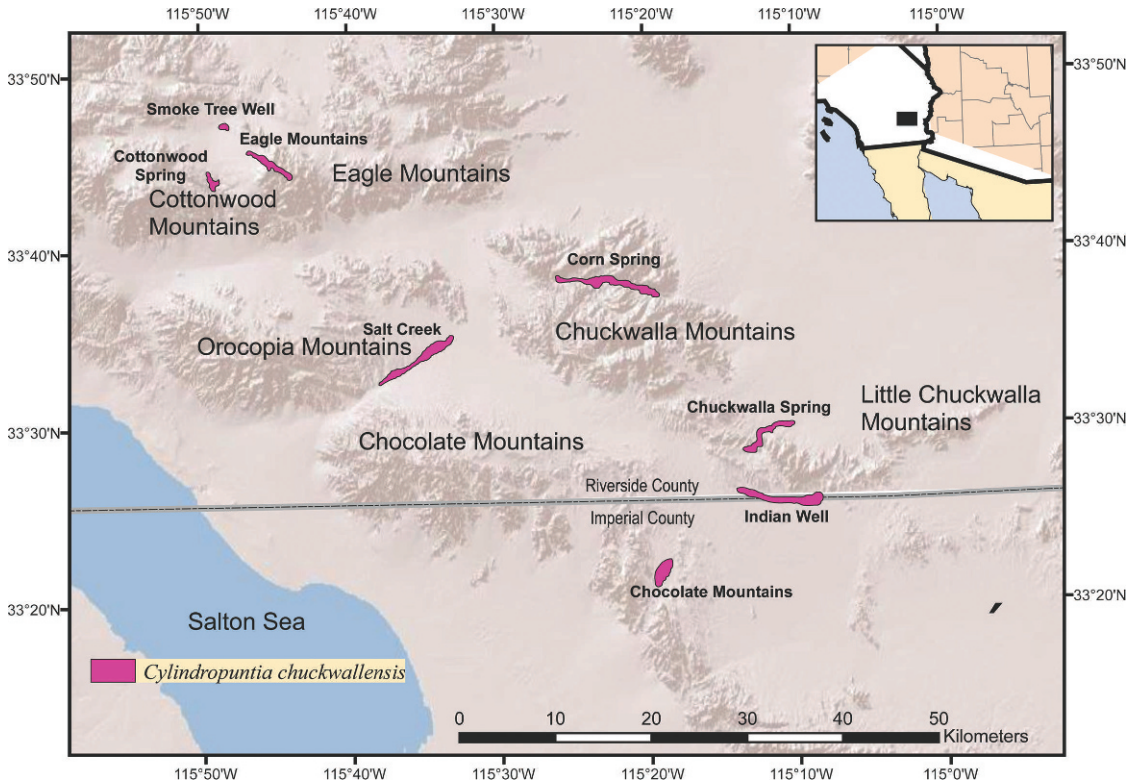 115°50'W 115°40'W 115°30'W 115°20'W 115°10'W 115°00'W
33°50'N
33°50'N
Smoke Tree Well
Eagle Mountains
Cottonwood
Spring
Eagle Mountains
Cottonwood
Mountains
33°40'N
33°40'N
Corn Spring
Salt Creek
Chuckwalla Mountains
Orocopia Mountains
Little Chuckwalla
Mountains
Chuckwalla Spring
33°30'N
33°30'N
Chocolate Mountains
Riverside County
Imperial County
Indian Well
Chocolate Mountains
33°20'N
33°20'N
Salton Sea
Cylindropuntia chuckwallensis
0 10 20 30 40 50
Kilometers
115°50'W 115°40'W 115°30'W 115°20'W 115°10'W 115°0'W